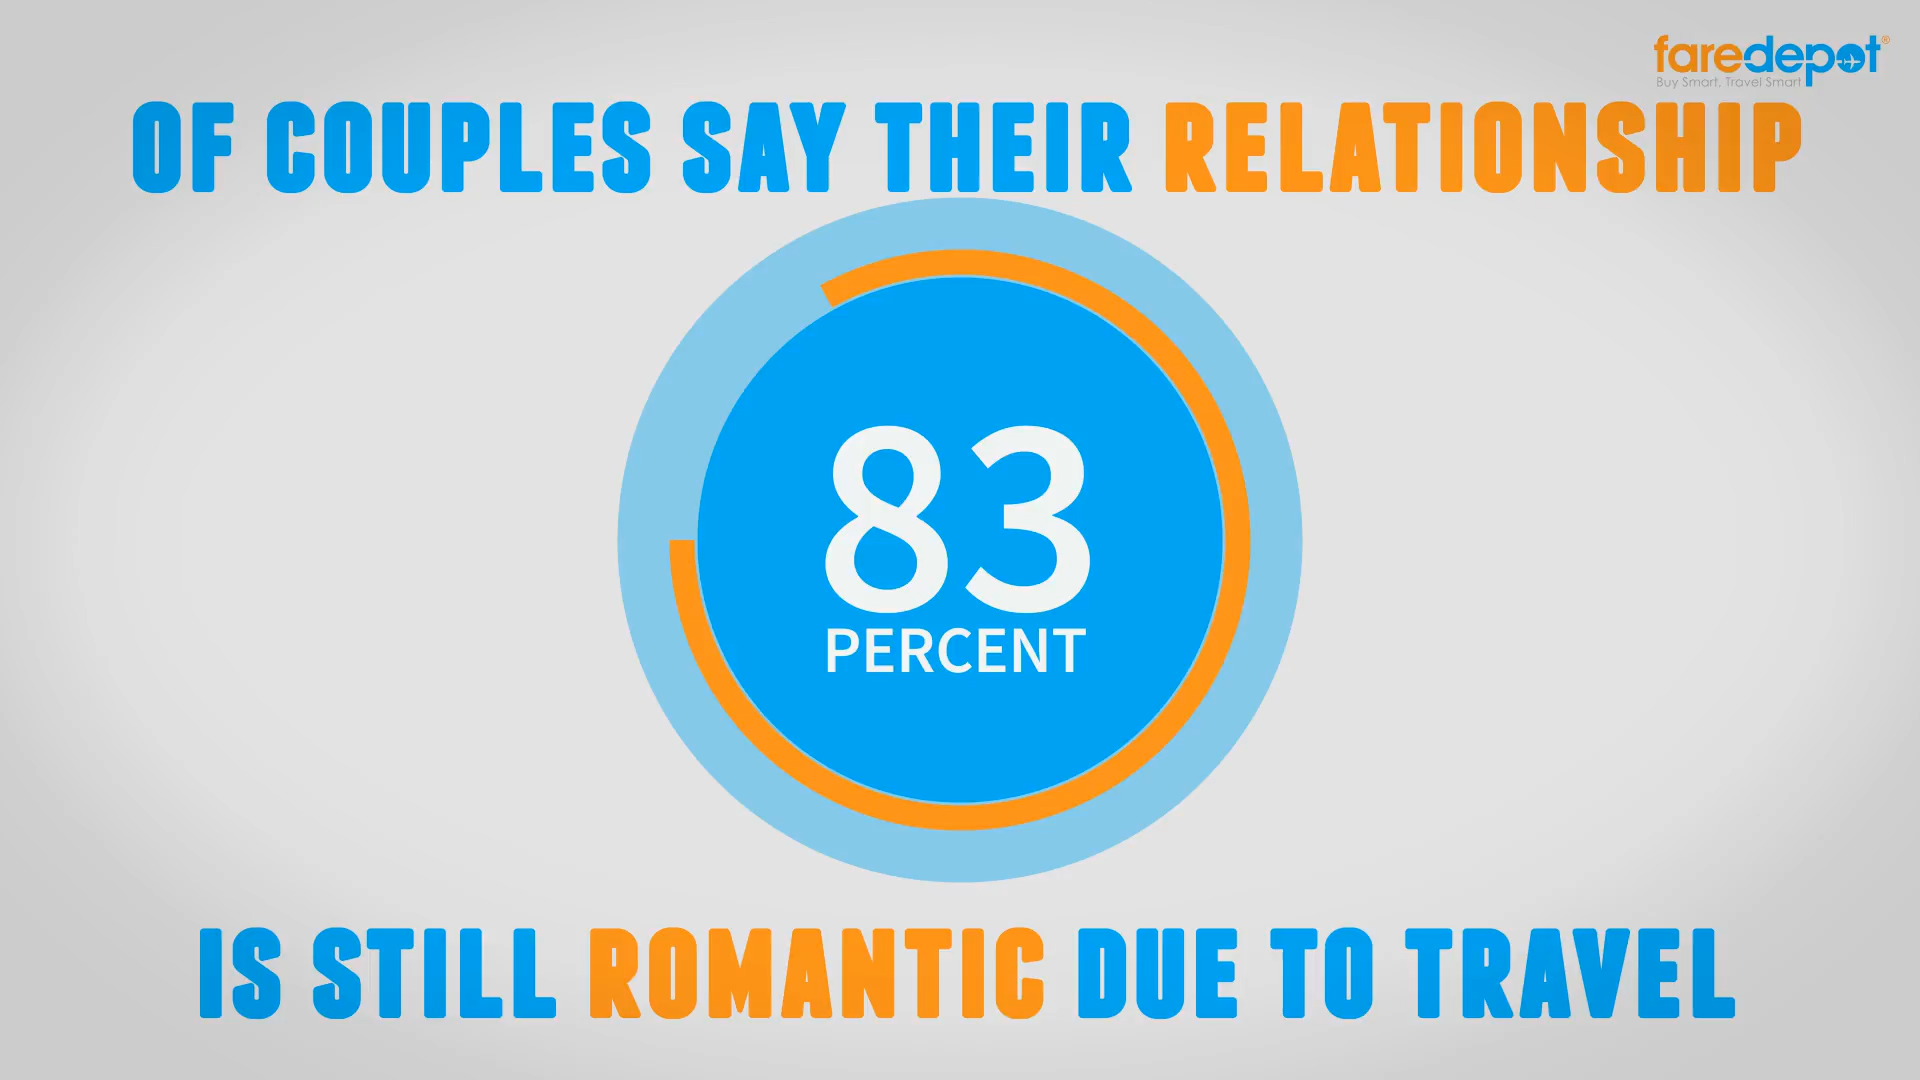 faredepot®
Buy Smart, Travel Smart
OF COUPLES SAY THEIR RELATIONSHIP
83
PERCENT
IS STILL ROMANTIC DUE TO TRAVEL